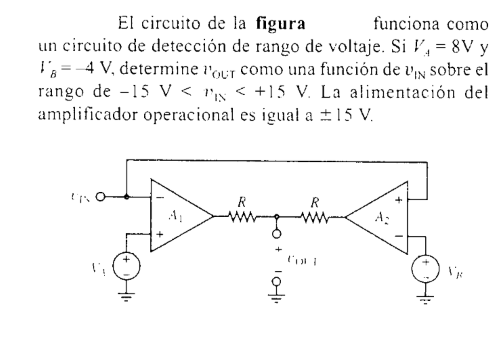 El circuito de la figura funciona como
un circuito de detección de rango de voltaje. Si V_A = 8V y
V_B = –4 V, determine v_OUT como una función de v_IN sobre el
rango de –15 V < v_IN < +15 V. La alimentación del
amplificador operacional es igual a ±15 V.
v_IN
–
+
A_1
R
R
+
–
A_2
V_A
+
–
+
v_OUT
–
+
–
V_B